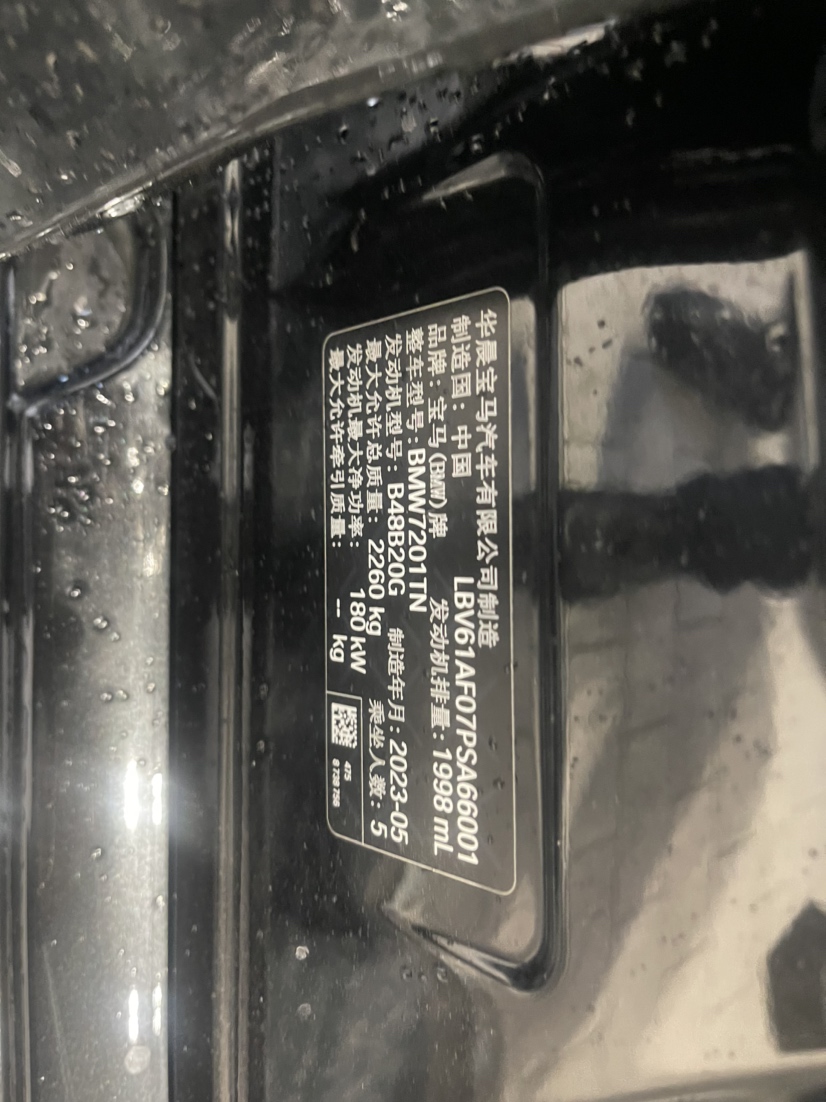 华晨宝马汽车有限公司制造
制造国：中国 LBV61AF07PSA66001
品牌：宝马(BMW)牌 发动机排量：1998 mL
整车型号：BMW7201TN
发动机型号：B48B20G 制造年月：2023-05
最大允许总质量：2260 kg 乘坐人数：5
发动机最大净功率：180 kW
最大允许牵引质量：-- kg
475
8 738 756